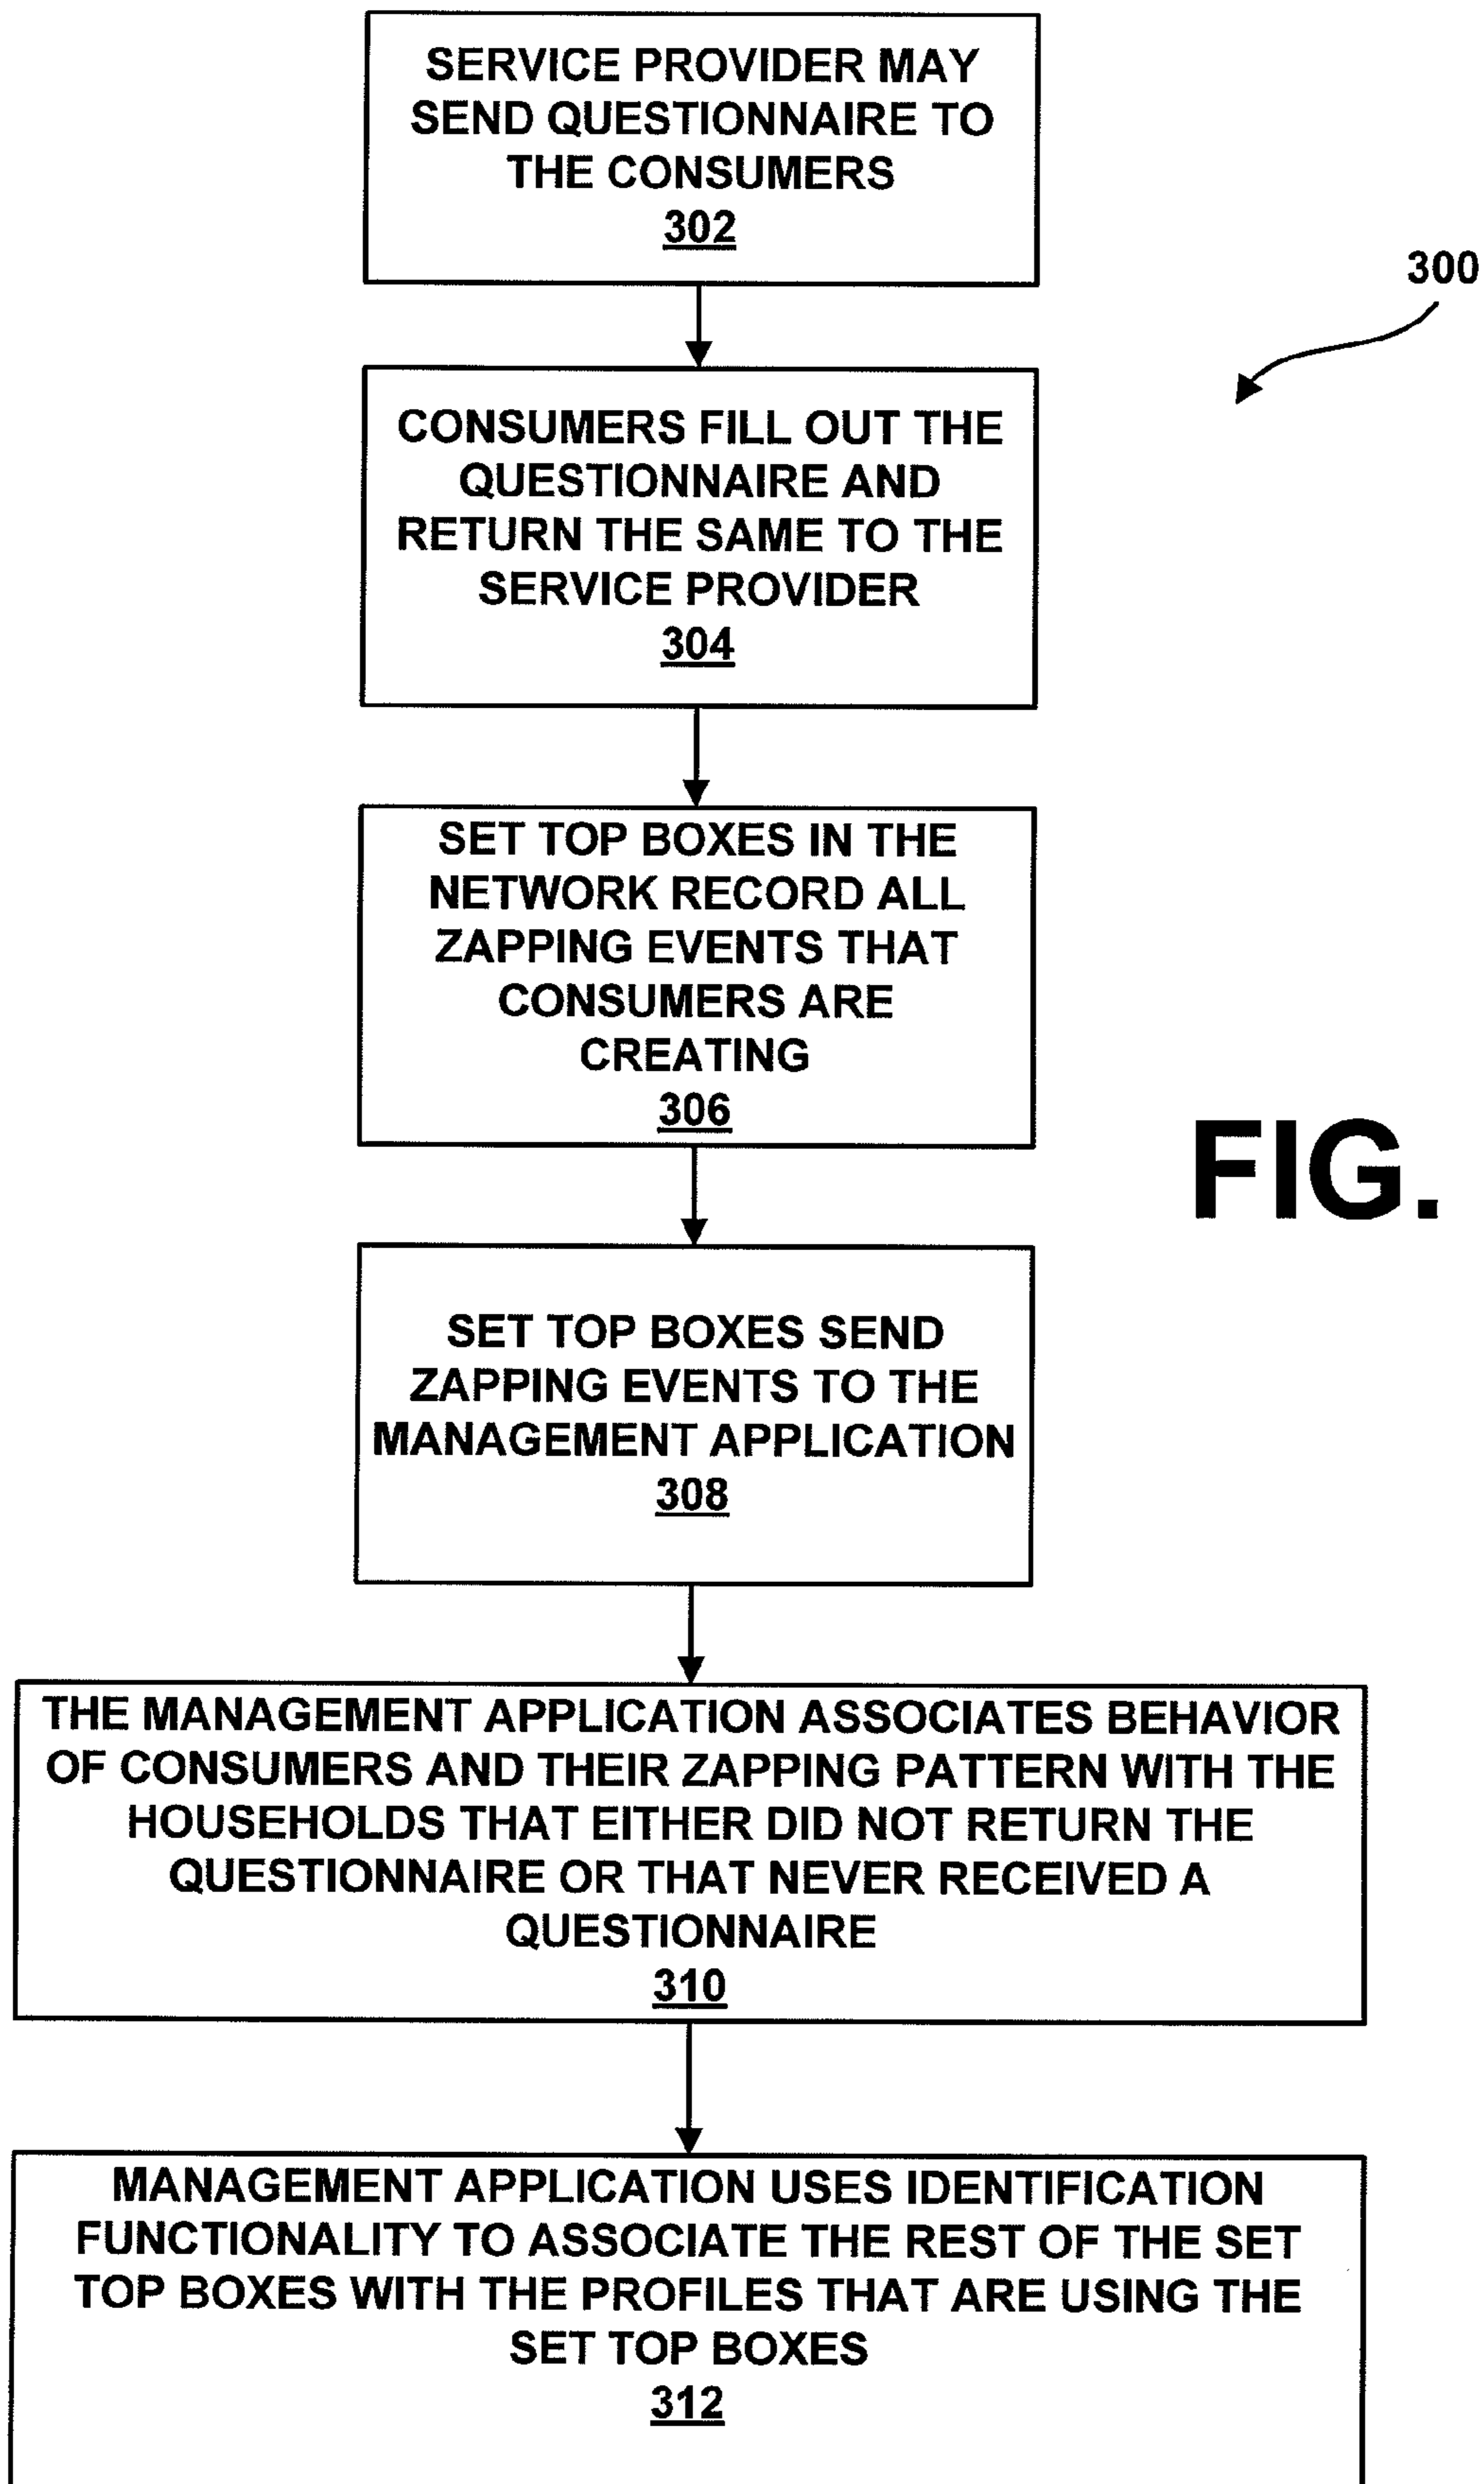 SERVICE PROVIDER MAY
SEND QUESTIONNAIRE TO
THE CONSUMERS
302
300
CONSUMERS FILL OUT THE
QUESTIONNAIRE AND
RETURN THE SAME TO THE
SERVICE PROVIDER
304
SET TOP BOXES IN THE
NETWORK RECORD ALL
ZAPPING EVENTS THAT
CONSUMERS ARE
CREATING
306
FIG.
SET TOP BOXES SEND
ZAPPING EVENTS TO THE
MANAGEMENT APPLICATION
308
THE MANAGEMENT APPLICATION ASSOCIATES BEHAVIOR
OF CONSUMERS AND THEIR ZAPPING PATTERN WITH THE
HOUSEHOLDS THAT EITHER DID NOT RETURN THE
QUESTIONNAIRE OR THAT NEVER RECEIVED A
QUESTIONNAIRE
310
MANAGEMENT APPLICATION USES IDENTIFICATION
FUNCTIONALITY TO ASSOCIATE THE REST OF THE SET
TOP BOXES WITH THE PROFILES THAT ARE USING THE
SET TOP BOXES
312